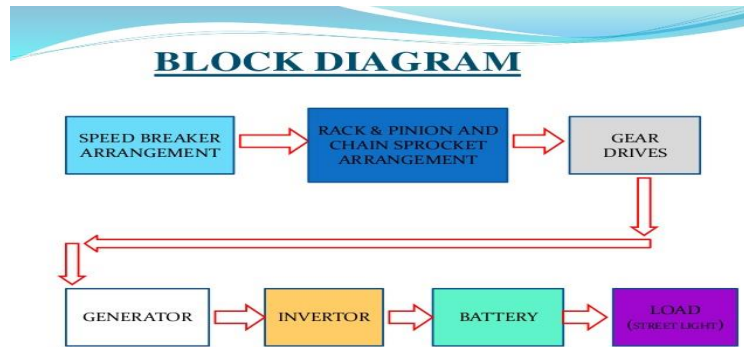 BLOCK DIAGRAM
SPEED BREAKER
ARRANGEMENT
RACK & PINION AND
CHAIN SPROCKET
ARRANGEMENT
GEAR
DRIVES
GENERATOR
INVERTOR
BATTERY
LOAD
(STREET LIGHT)